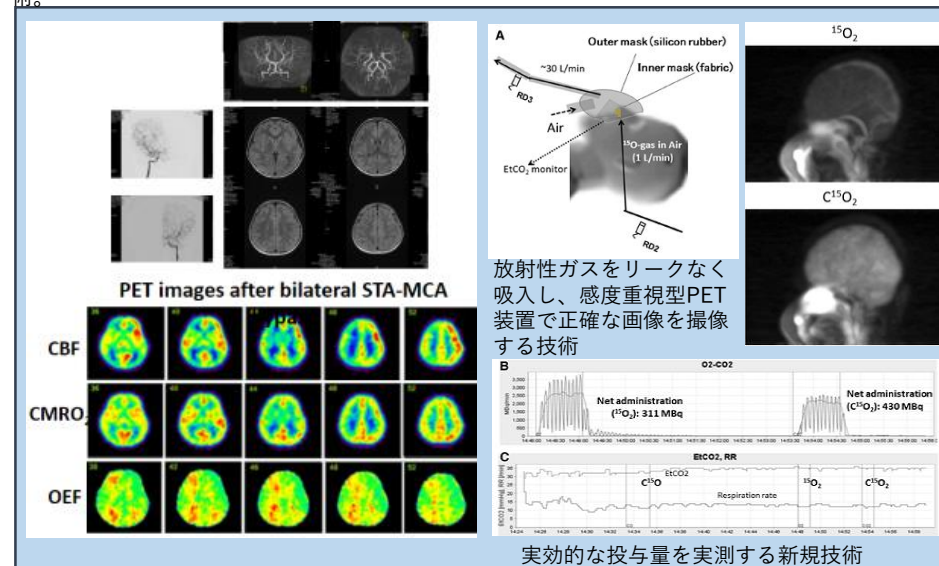 術。
PET images after bilateral STA-MCA
CBF
CMRO₂
OEF
A
Outer mask(silicon rubber)
Inner mask(fabric)
~30 L/min
RD3
Air
EtCO₂ monitor
¹⁵O-gas in Air
(1 L/min)
RD2
¹⁵O₂
C¹⁵O₂
放射性ガスをリークなく
吸入し、感度重視型PET
装置で正確な画像を撮像
する技術
B
O2-CO2
Net administration
(¹⁵O₂): 311 MBq
Net administration
(C¹⁵O₂): 430 MBq
C
EtCO2, RR
EtCO2
C¹⁵O
¹⁵O₂
C¹⁵O₂
Respiration rate
実効的な投与量を実測する新規技術